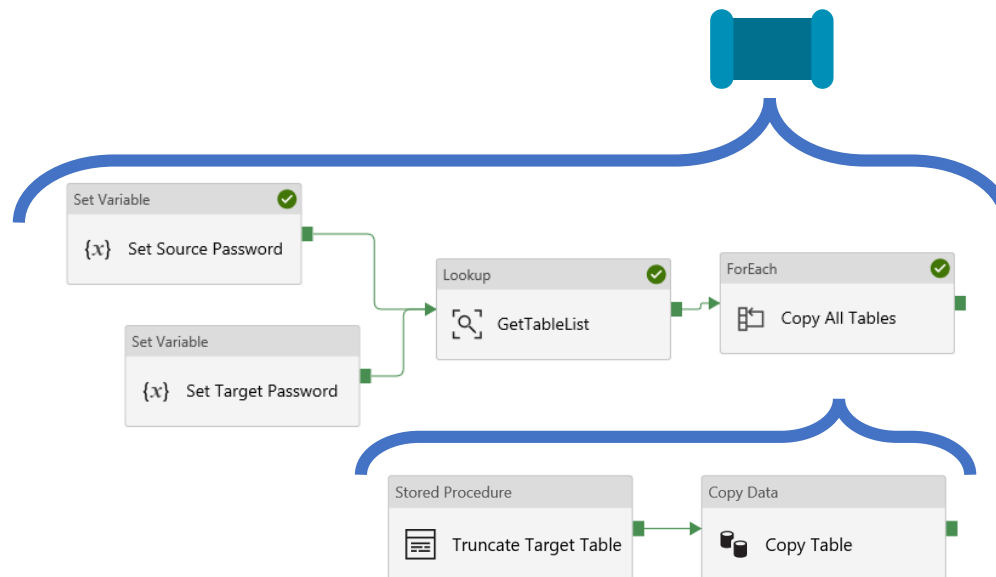 Set Variable
{x} Set Source Password
Set Variable
{x} Set Target Password
Lookup
GetTableList
ForEach
Copy All Tables
Stored Procedure
Truncate Target Table
Copy Data
Copy Table